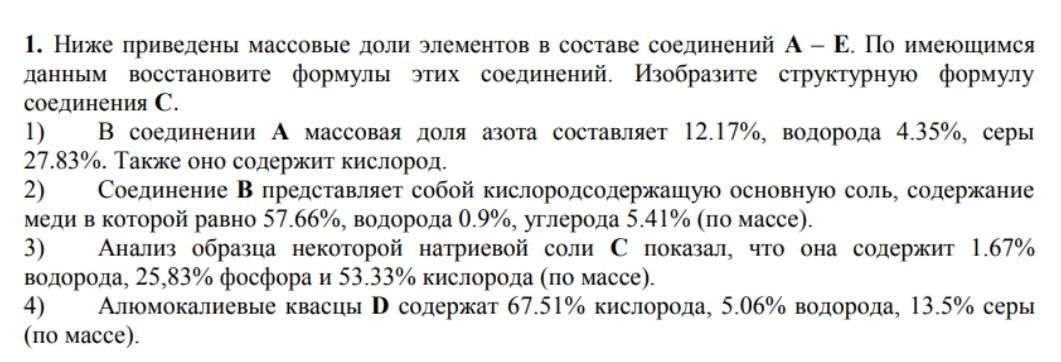 1. Ниже приведены массовые доли элементов в составе соединений A – E. По имеющимся
данным восстановите формулы этих соединений. Изобразите структурную формулу
соединения C.
1) В соединении A массовая доля азота составляет 12.17%, водорода 4.35%, серы
27.83%. Также оно содержит кислород.
2) Соединение B представляет собой кислородсодержащую основную соль, содержание
меди в которой равно 57.66%, водорода 0.9%, углерода 5.41% (по массе).
3) Анализ образца некоторой натриевой соли C показал, что она содержит 1.67%
водорода, 25,83% фосфора и 53.33% кислорода (по массе).
4) Алюмокалиевые квасцы D содержат 67.51% кислорода, 5.06% водорода, 13.5% серы
(по массе).